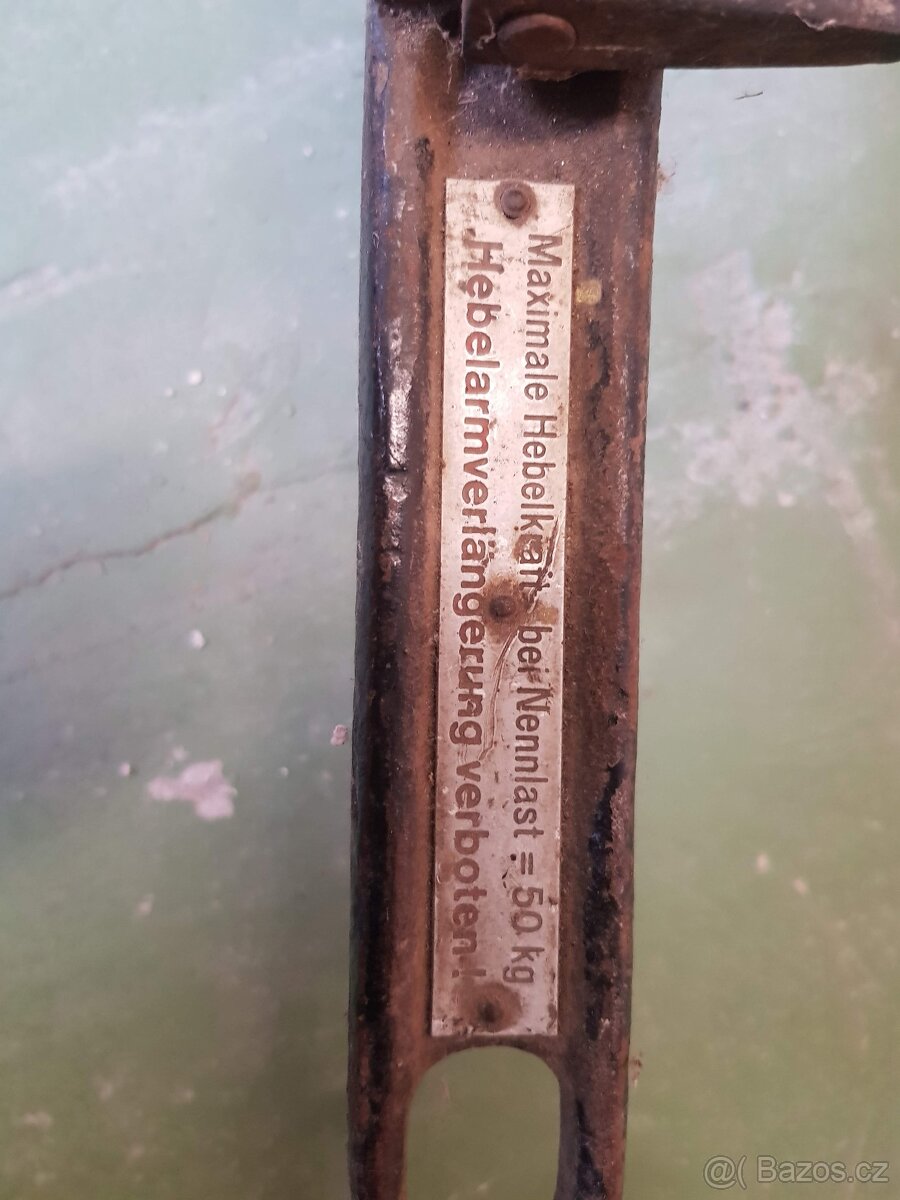 Maximale Hebelkraft bei Nennlast = 50 kg
Hebelarmverlängerung verboten!
@( Bazos.cz